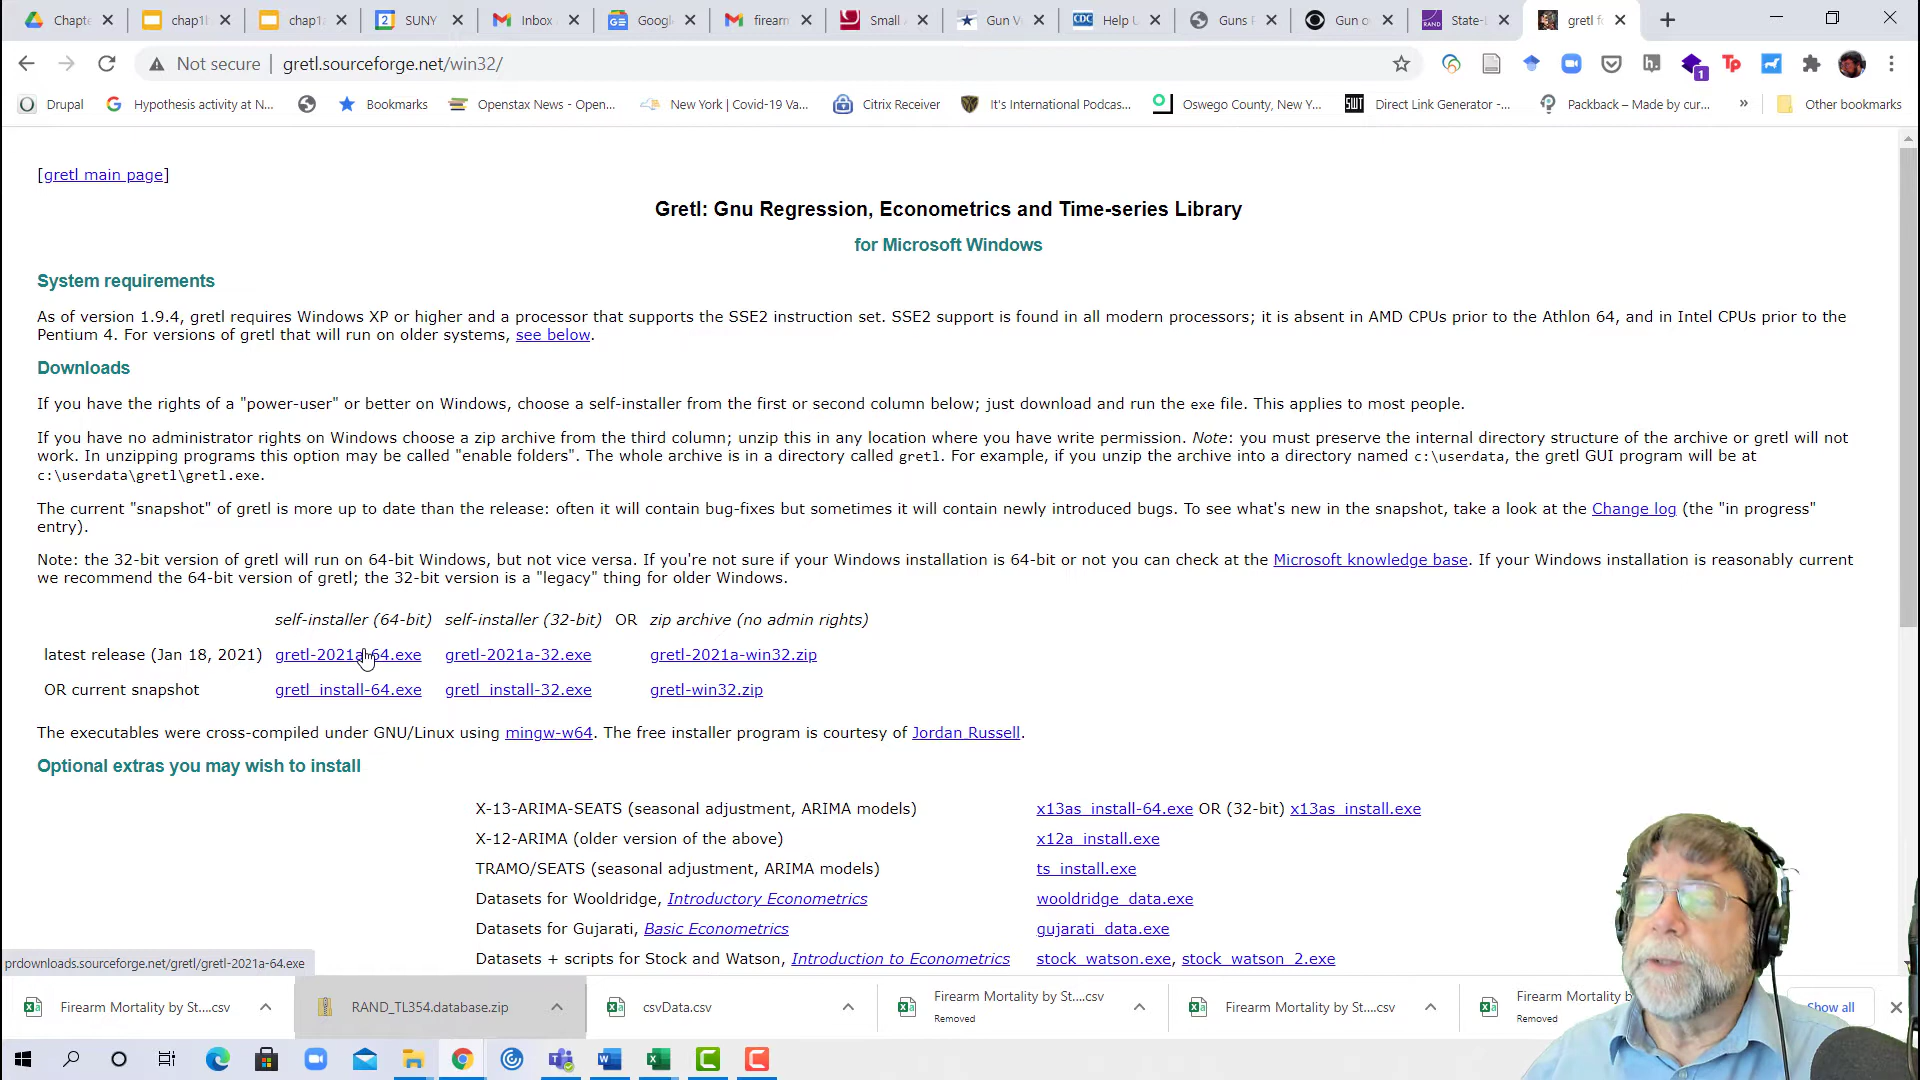 Chapte
chap1
chap1
SUNY
Inbox
Googl
firearm
Small
Gun V
Help U
Guns
Gun o
State-
gretl f
Not secure
gretl.sourceforge.net/win32/
1
Drupal
Hypothesis activity at N...
Bookmarks
Openstax News - Open...
New York | Covid-19 Va...
Citrix Receiver
It's International Podcas...
Oswego County, New Y...
SWT
Direct Link Generator -...
Packback – Made by cur...
»
Other bookmarks
[gretl main page]
Gretl: Gnu Regression, Econometrics and Time-series Library
for Microsoft Windows
System requirements
As of version 1.9.4, gretl requires Windows XP or higher and a processor that supports the SSE2 instruction set. SSE2 support is found in all modern processors; it is absent in AMD CPUs prior to the Athlon 64, and in Intel CPUs prior to the
Pentium 4. For versions of gretl that will run on older systems, see below.
Downloads
If you have the rights of a "power-user" or better on Windows, choose a self-installer from the first or second column below; just download and run the exe file. This applies to most people.
If you have no administrator rights on Windows choose a zip archive from the third column; unzip this in any location where you have write permission. Note: you must preserve the internal directory structure of the archive or gretl will not
work. In unzipping programs this option may be called "enable folders". The whole archive is in a directory called gretl. For example, if you unzip the archive into a directory named c:\userdata, the gretl GUI program will be at
c:\userdata\gretl\gretl.exe.
The current "snapshot" of gretl is more up to date than the release: often it will contain bug-fixes but sometimes it will contain newly introduced bugs. To see what's new in the snapshot, take a look at the Change log (the "in progress"
entry).
Note: the 32-bit version of gretl will run on 64-bit Windows, but not vice versa. If you're not sure if your Windows installation is 64-bit or not you can check at the Microsoft knowledge base. If your Windows installation is reasonably current
we recommend the 64-bit version of gretl; the 32-bit version is a "legacy" thing for older Windows.
self-installer (64-bit) self-installer (32-bit) OR zip archive (no admin rights)
latest release (Jan 18, 2021) gretl-2021a-64.exe gretl-2021a-32.exe gretl-2021a-win32.zip
OR current snapshot gretl_install-64.exe gretl_install-32.exe gretl-win32.zip
The executables were cross-compiled under GNU/Linux using mingw-w64. The free installer program is courtesy of Jordan Russell.
Optional extras you may wish to install
X-13-ARIMA-SEATS (seasonal adjustment, ARIMA models) x13as_install-64.exe OR (32-bit) x13as_install.exe
X-12-ARIMA (older version of the above) x12a_install.exe
TRAMO/SEATS (seasonal adjustment, ARIMA models) ts_install.exe
Datasets for Wooldridge, Introductory Econometrics wooldridge_data.exe
Datasets for Gujarati, Basic Econometrics gujarati_data.exe
Datasets + scripts for Stock and Watson, Introduction to Econometrics stock_watson.exe, stock_watson_2.exe
prdownloads.sourceforge.net/gretl/gretl-2021a-64.exe
Firearm Mortality by St....csv
RAND_TL354.database.zip
csvData.csv
Firearm Mortality by St....csv
Removed
Firearm Mortality by St....csv
Firearm Mortality by
Removed
Show all